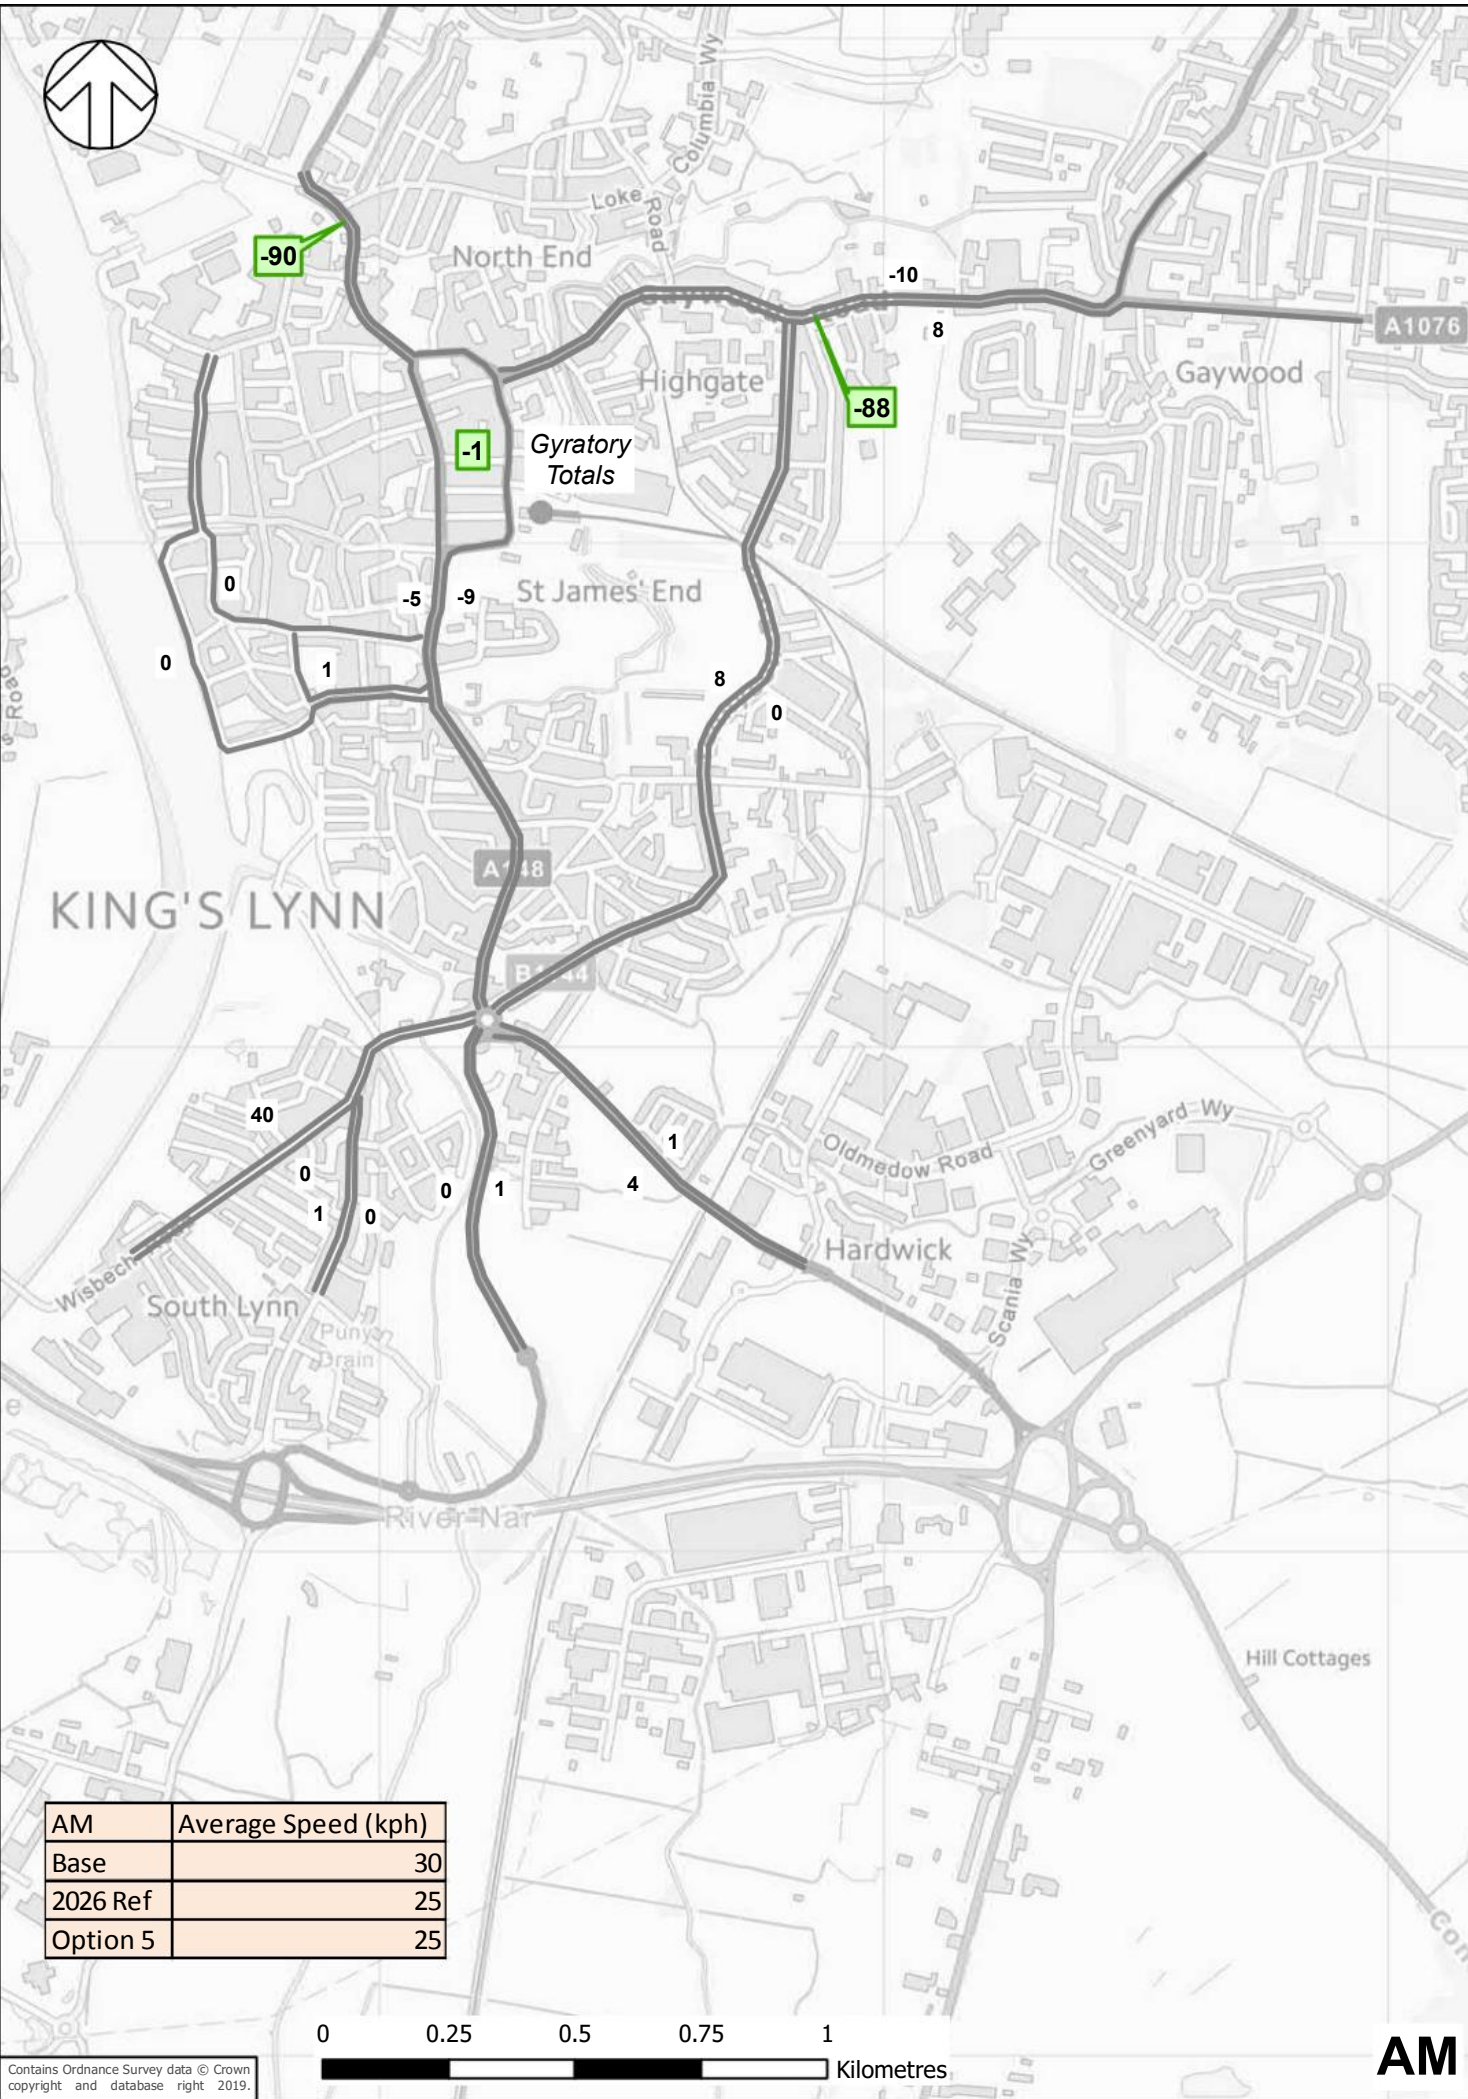 Columbia Wy
Loke Road
North End
-90
-10
8
A1076
Highgate
Gaywood
-88
-1
Gyratory
Totals
0
-5
-9
St James' End
0
1
8
0
A148
KING'S LYNN
40
0
1
0
0
1
1
4
Oldmedow Road
Greenyard Wy
Hardwick
Scania Wy
Wisbech
South Lynn
Puny
Drain
River Nar
Hill Cottages
AM Average Speed (kph)
Base 30
2026 Ref 25
Option 5 25
0 0.25 0.5 0.75 1
Kilometres
AM
Contains Ordnance Survey data © Crown
copyright and database right 2019.